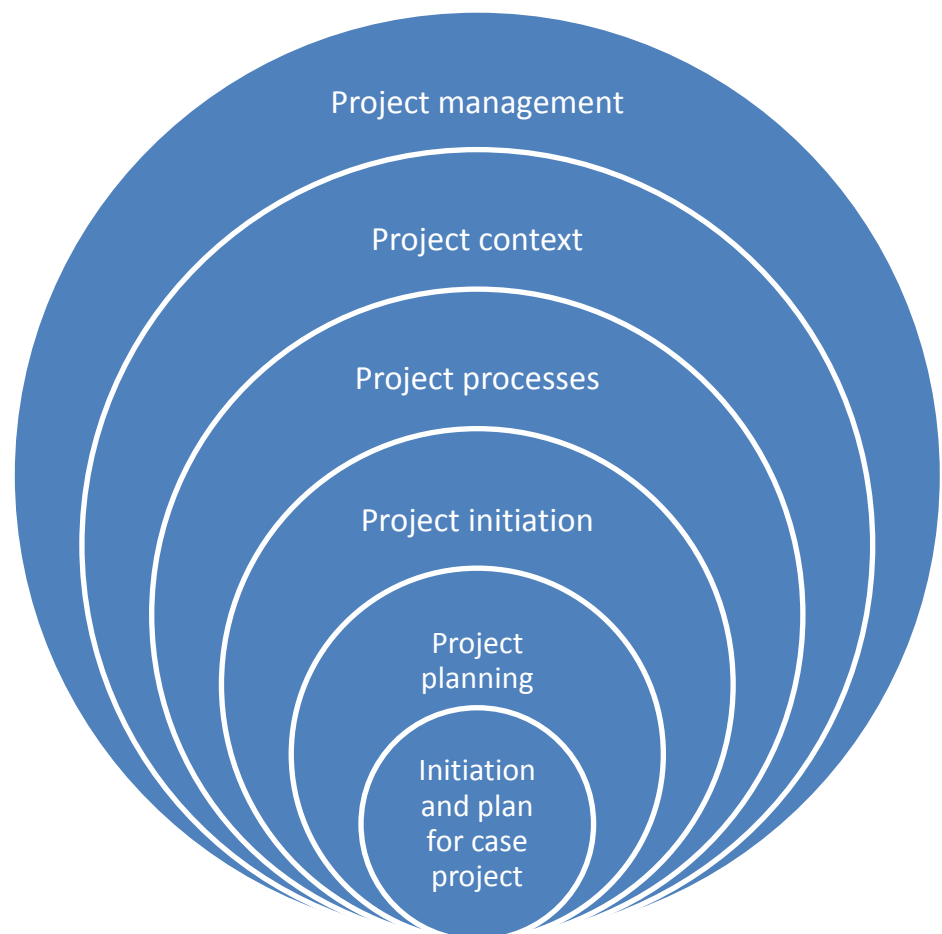 Project management
Project context
Project processes
Project initiation
Project
planning
Initiation
and plan
for case
project